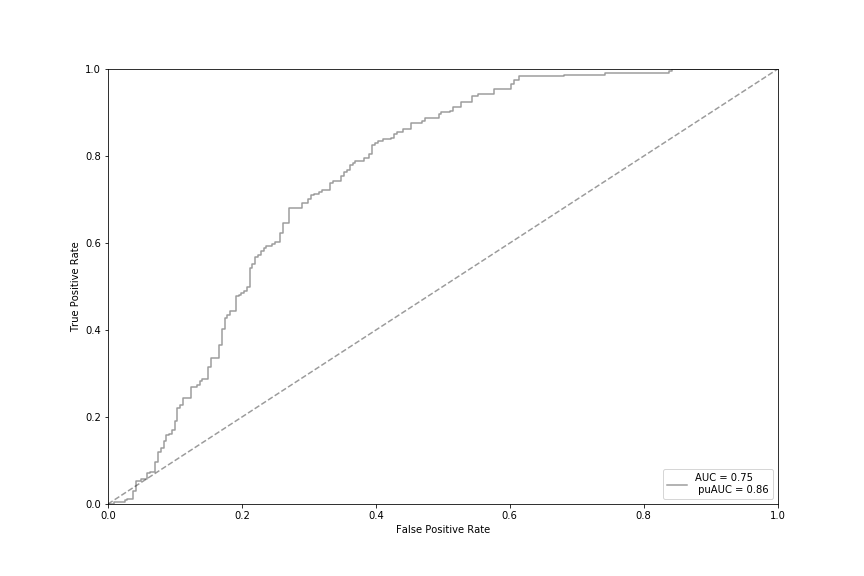 1.0
0.8
0.6
0.4
0.2
0.0
True Positive Rate
AUC = 0.75
puAUC = 0.86
0.0 0.2 0.4 0.6 0.8 1.0
False Positive Rate